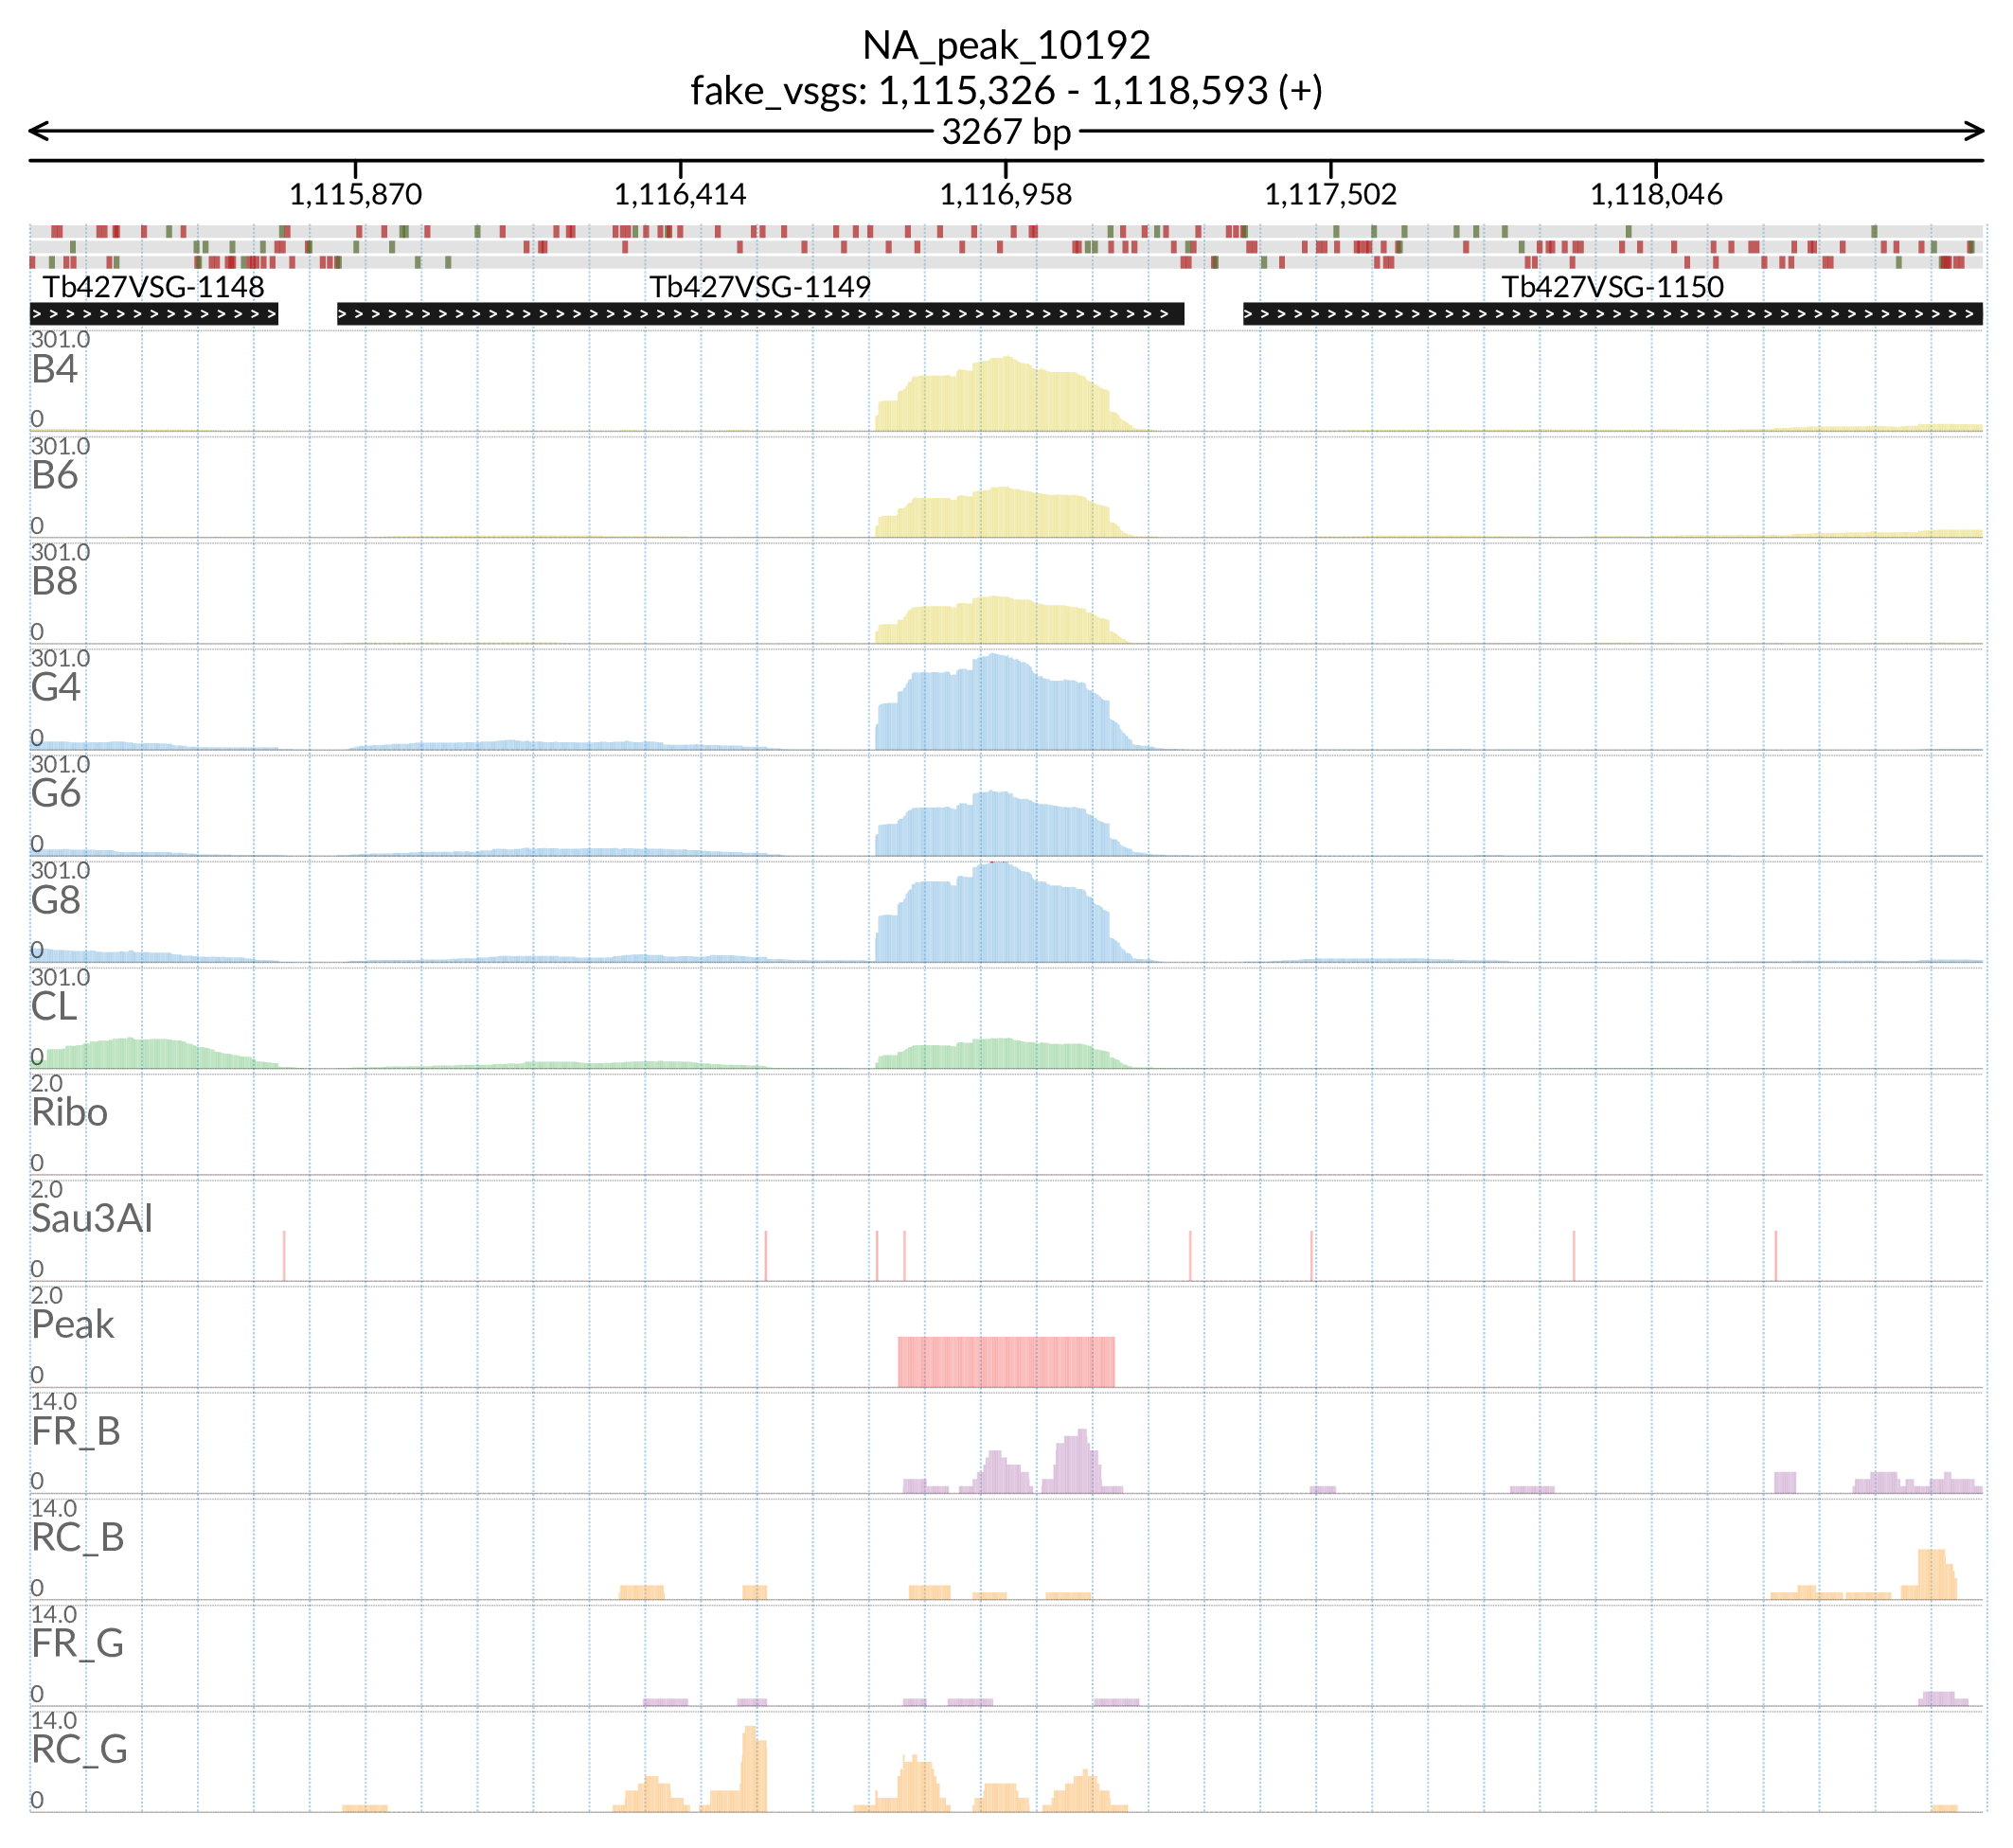 NA_peak_10192
fake_vsgs: 1,115,326 - 1,118,593 (+)
3267 bp
1,115,870 1,116,414 1,116,958 1,117,502 1,118,046
Tb427VSG-1148 Tb427VSG-1149 Tb427VSG-1150
301.0
B4
0
301.0
B6
0
301.0
B8
0
301.0
G4
0
301.0
G6
0
301.0
G8
0
301.0
CL
0
2.0
Ribo
0
2.0
Sau3AI
0
2.0
Peak
0
14.0
FR_B
0
14.0
RC_B
0
14.0
FR_G
0
14.0
RC_G
0